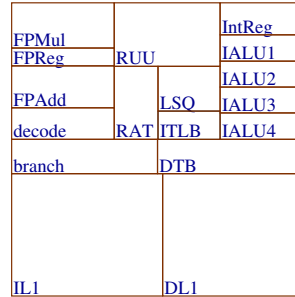 IntReg
FPMul
FPReg RUU IALU1
IALU2
FPAdd LSQ IALU3
decode RAT ITLB IALU4
branch DTB
IL1 DL1